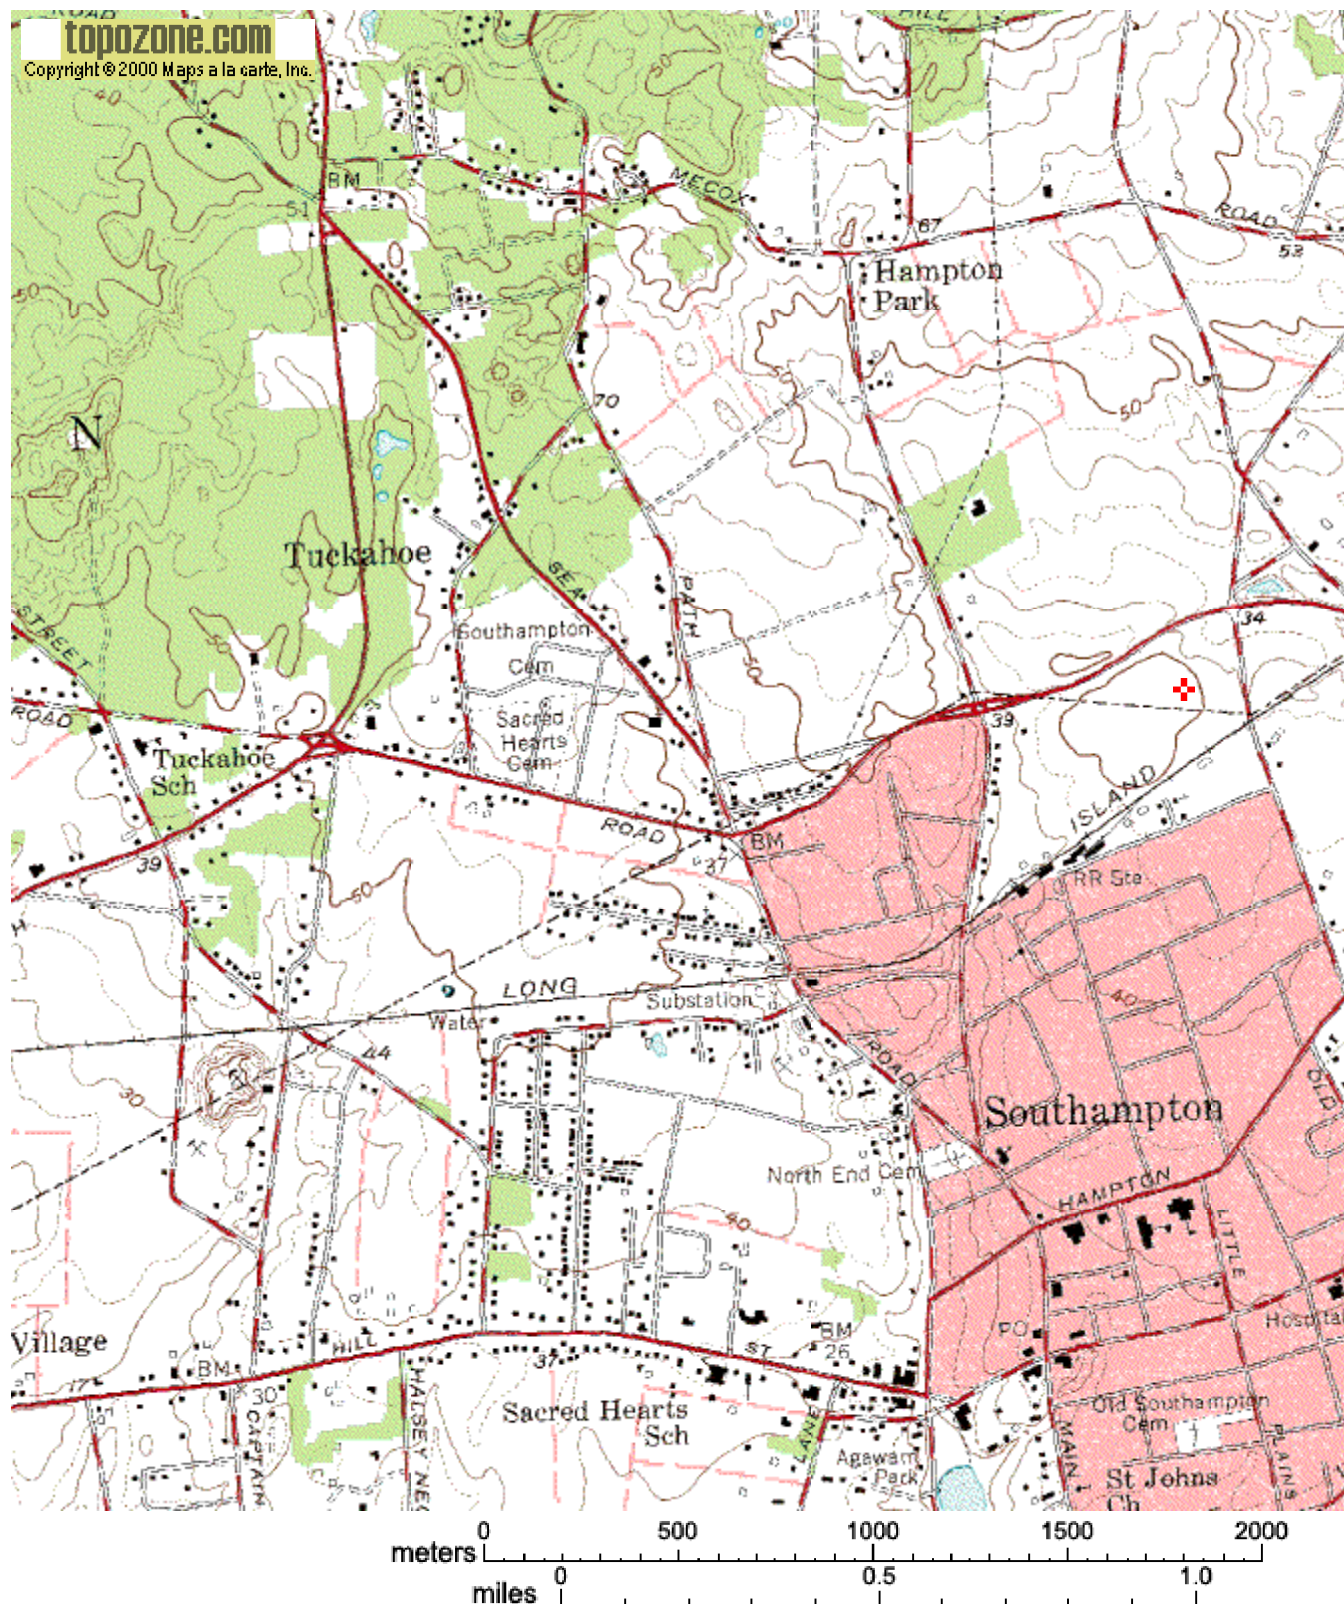 ROAD
topozone.com
Copyright © 2000 Maps a la carte, Inc.
HILL
40
BM
51
MECOX
ROAD
67
53
Hampton
Park
50
70
50
N
Tuckahoe
SEA
PATH
STREET
50
Southampton
Cem
50
34
ROAD
Sacred
Hearts
Cem
39
Tuckahoe
Sch
ISLAND
39
ROAD
BM
37
50
RR Sta
H
LONG
Substation
Water
40
44
30
ROAD
OLD
Southampton
North End Cem
HAMPTON
40
LITTLE
Village
HILL
ST
BM
26
PO
Hospital
BM
17
30
37
CAPTAIN
HALSEY NEC
Sacred Hearts
Sch
LANE
Agawam
Park
Old Southampton
Cem
MAIN
PLAINS
St Johns
Ch
0 500 1000 1500 2000
meters
0 0.5 1.0
miles